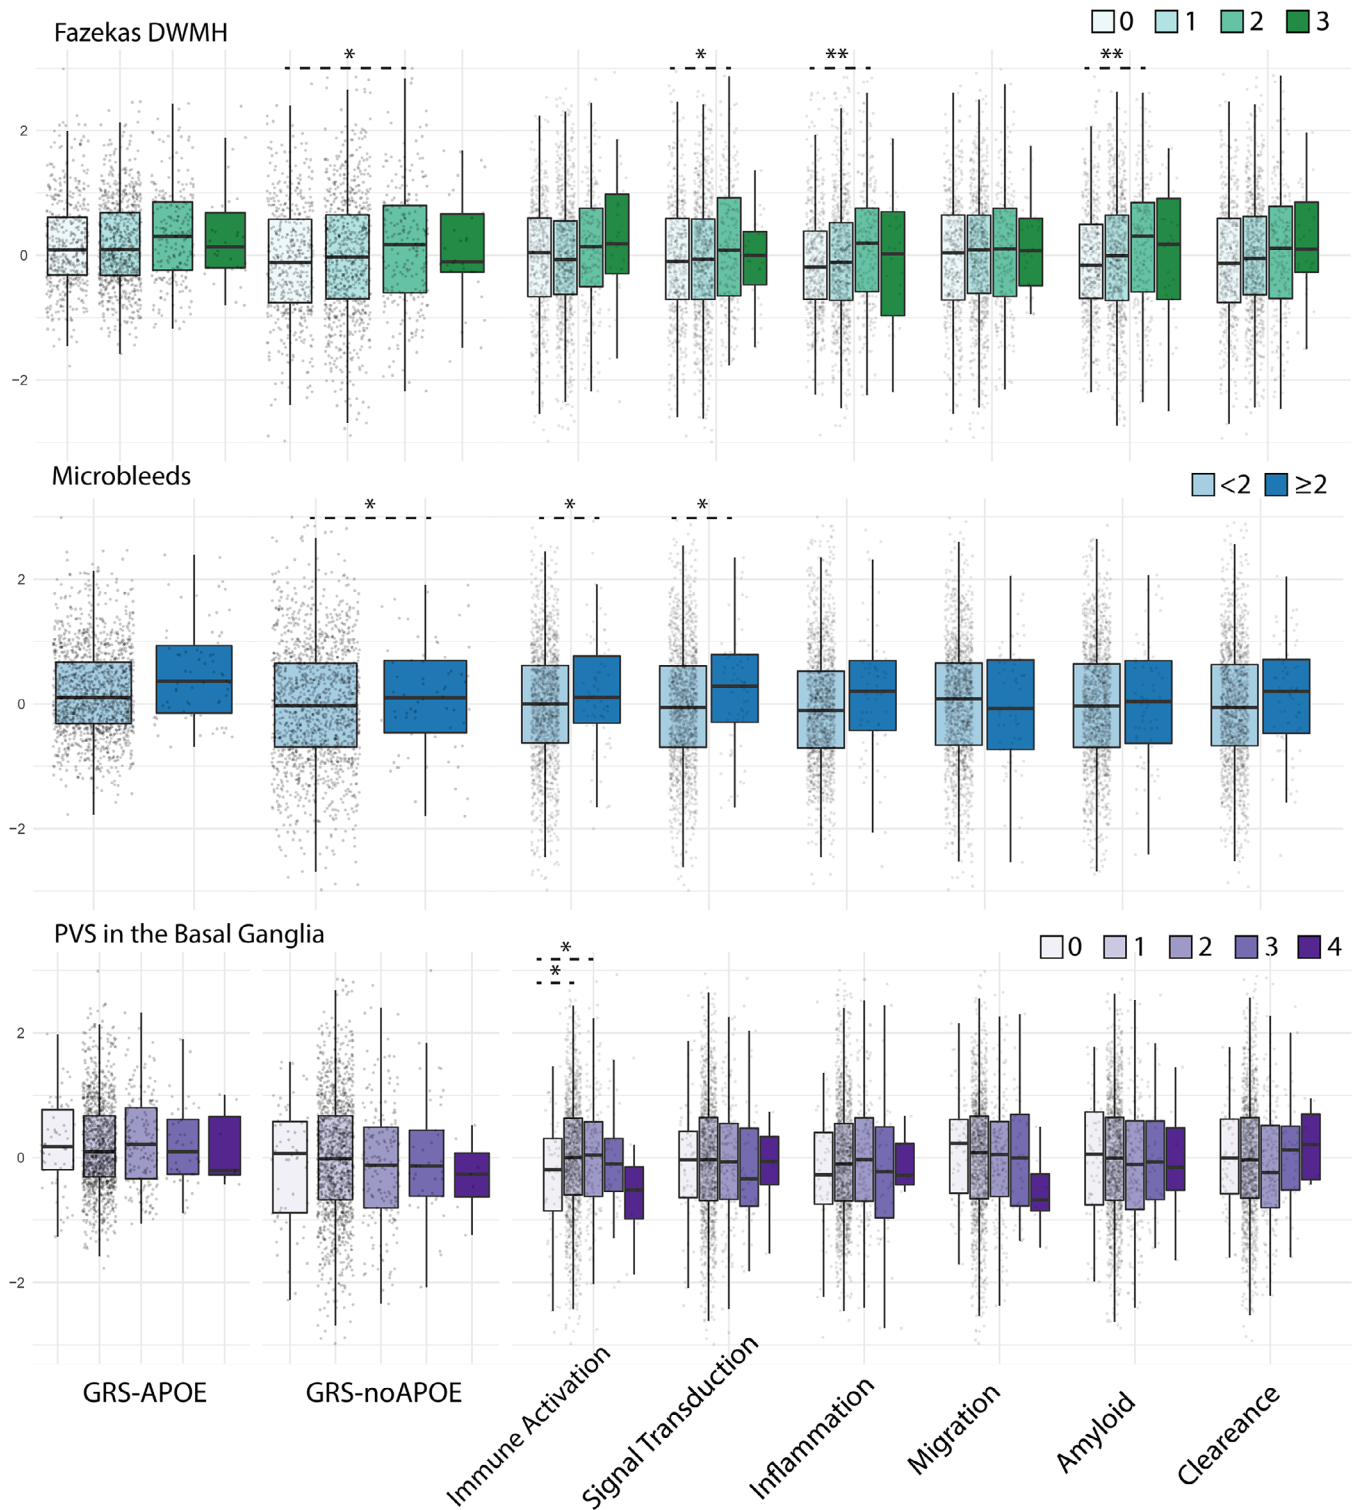 Fazekas DWMH
0 1 2 3
* * ** **
2
0
−2
Microbleeds
<2 ≥2
* * *
2
0
−2
PVS in the Basal Ganglia
0 1 2 3 4
*
*
2
0
−2
GRS-APOE
GRS-noAPOE
Immune Activation
Signal Transduction
Inflammation
Migration
Amyloid
Cleareance